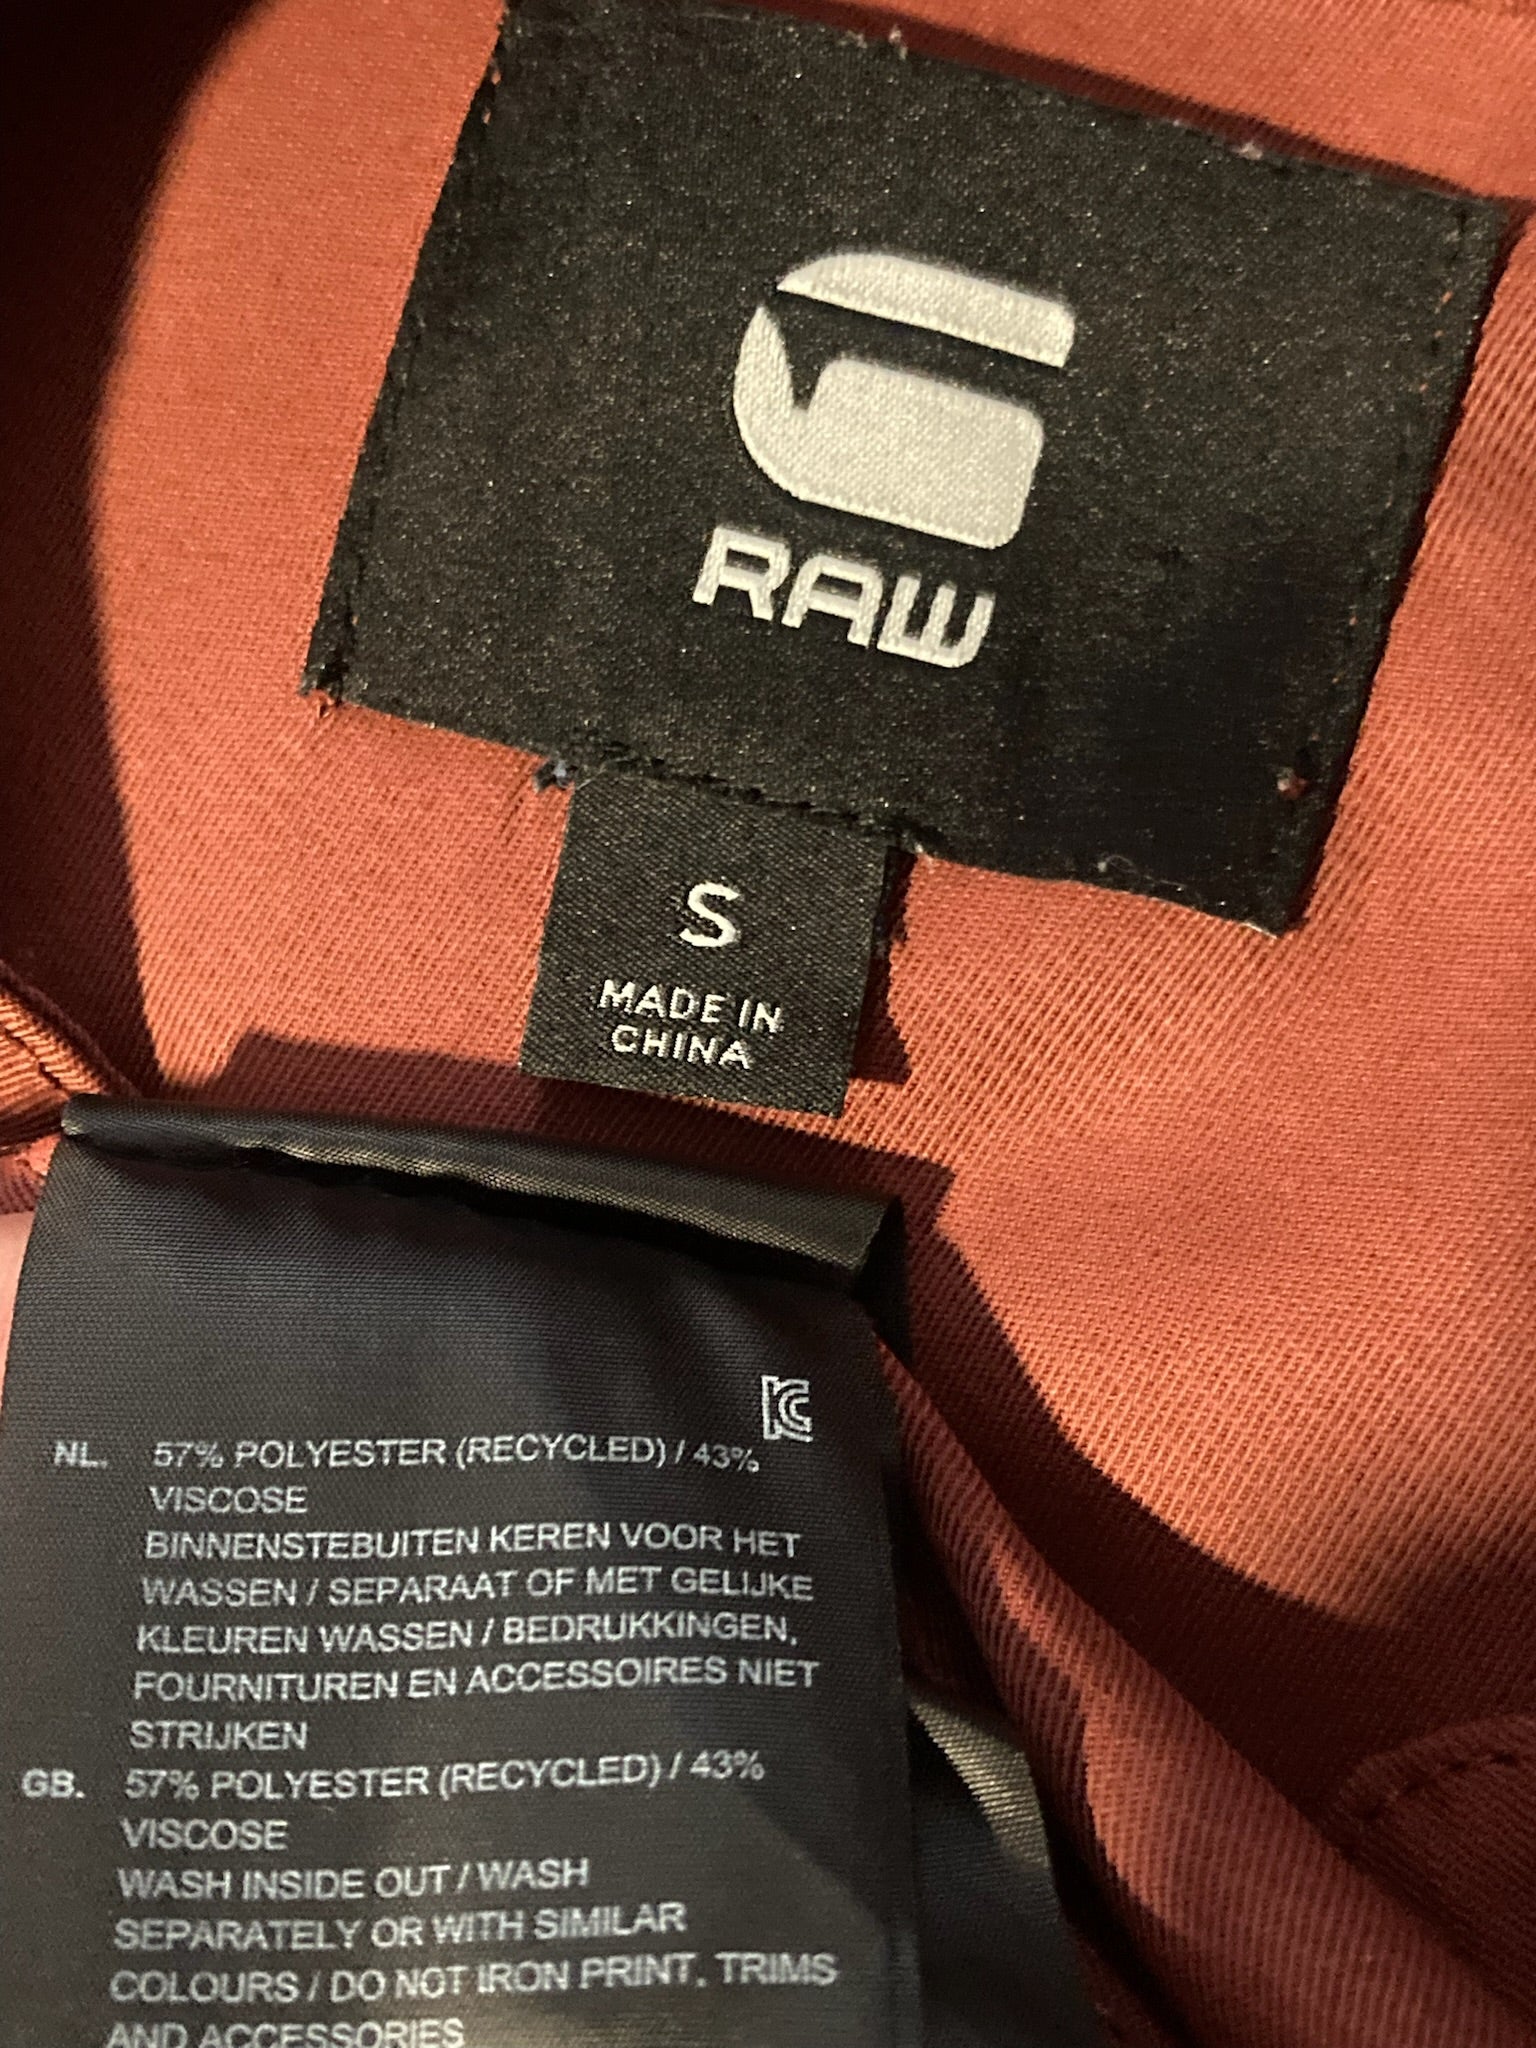 G
RAW
S
MADE IN
CHINA
NL. 57% POLYESTER (RECYCLED) / 43%
VISCOSE
BINNENSTEBUITEN KEREN VOOR HET
WASSEN / SEPARAAT OF MET GELIJKE
KLEUREN WASSEN / BEDRUKKINGEN,
FOURNITUREN EN ACCESSOIRES NIET
STRIJKEN
GB. 57% POLYESTER (RECYCLED) / 43%
VISCOSE
WASH INSIDE OUT / WASH
SEPARATELY OR WITH SIMILAR
COLOURS / DO NOT IRON PRINT, TRIMS
AND ACCESSORIES